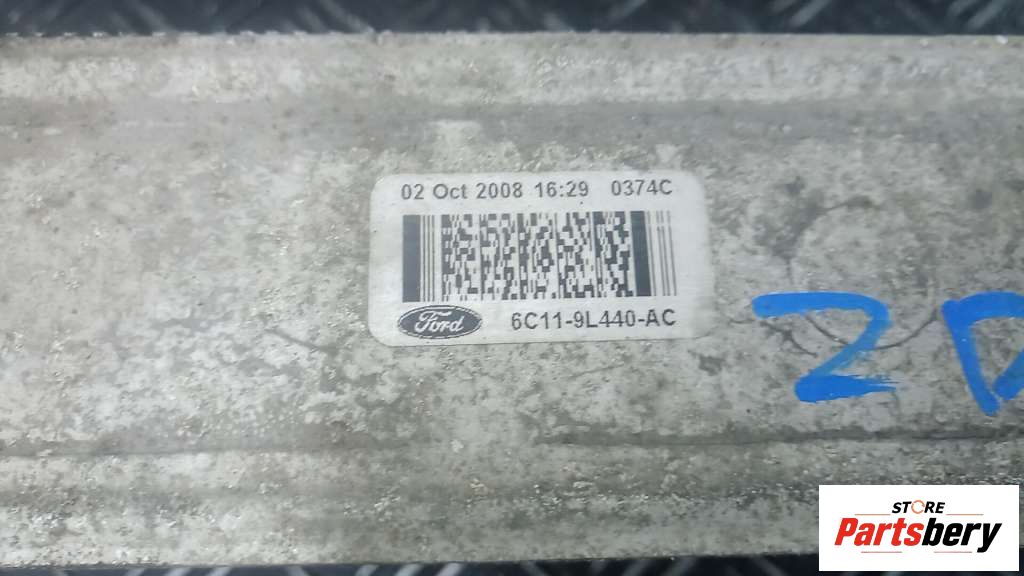 02 Oct 2008 16:29 0374C
Ford
6C11-9L440-AC
STORE
Partsbery